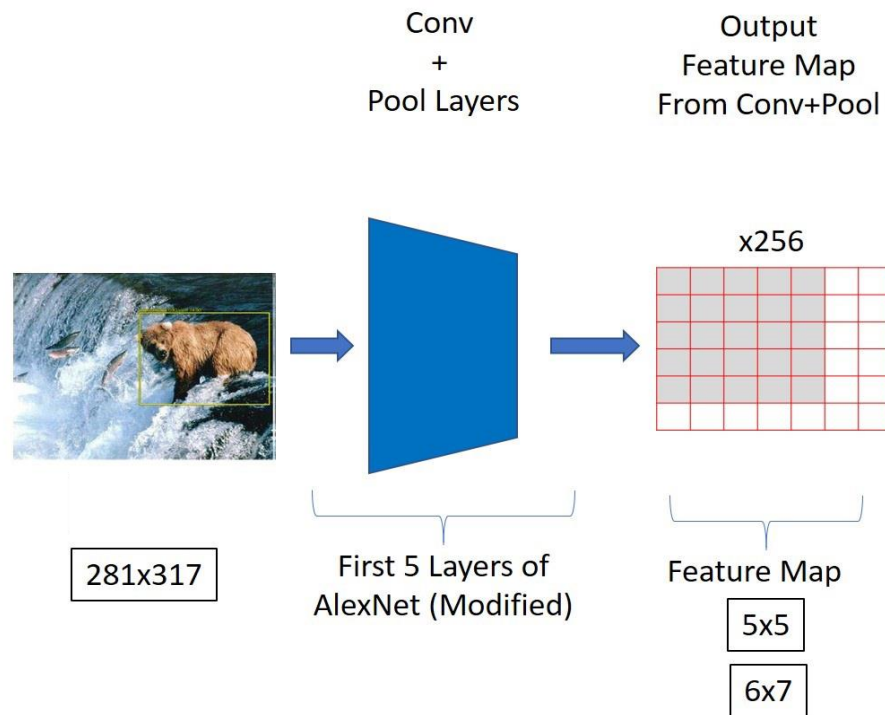 Conv
+
Pool Layers
Output
Feature Map
From Conv+Pool
x256
281x317
First 5 Layers of
AlexNet (Modified)
Feature Map
5x5
6x7